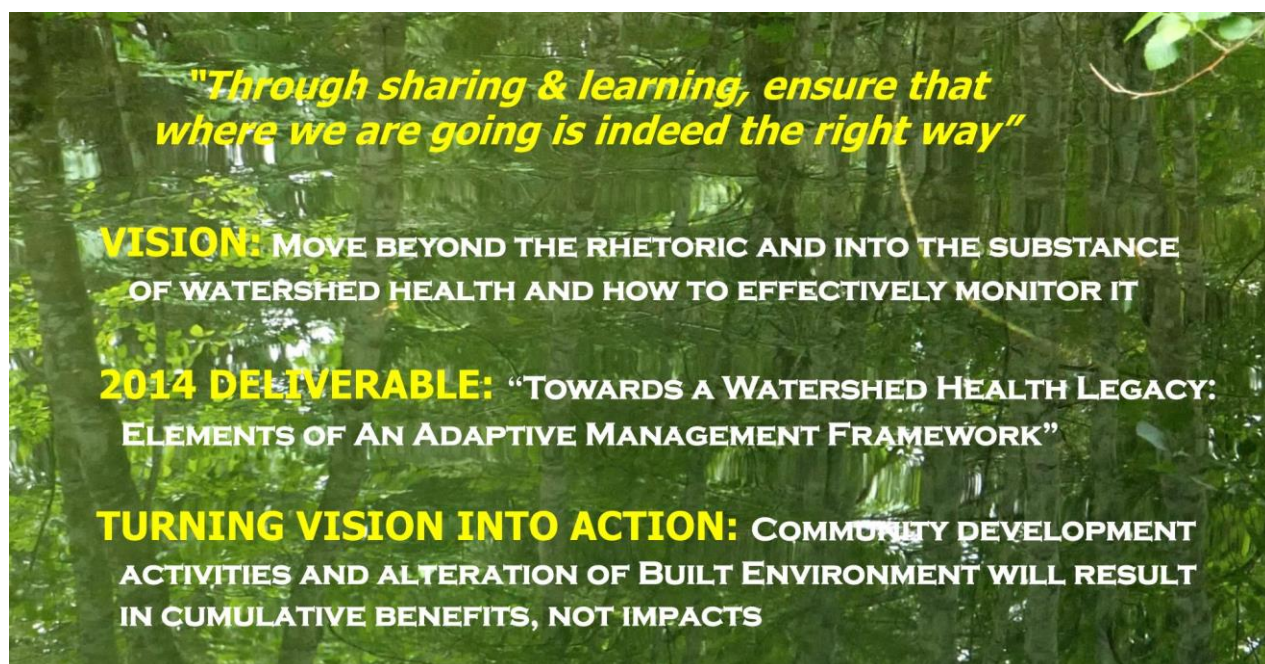 "Through sharing & learning, ensure that
where we are going is indeed the right way”
VISION: MOVE BEYOND THE RHETORIC AND INTO THE SUBSTANCE
OF WATERSHED HEALTH AND HOW TO EFFECTIVELY MONITOR IT
2014 DELIVERABLE: “TOWARDS A WATERSHED HEALTH LEGACY:
ELEMENTS OF AN ADAPTIVE MANAGEMENT FRAMEWORK”
TURNING VISION INTO ACTION: COMMUNITY DEVELOPMENT
ACTIVITIES AND ALTERATION OF BUILT ENVIRONMENT WILL RESULT
IN CUMULATIVE BENEFITS, NOT IMPACTS